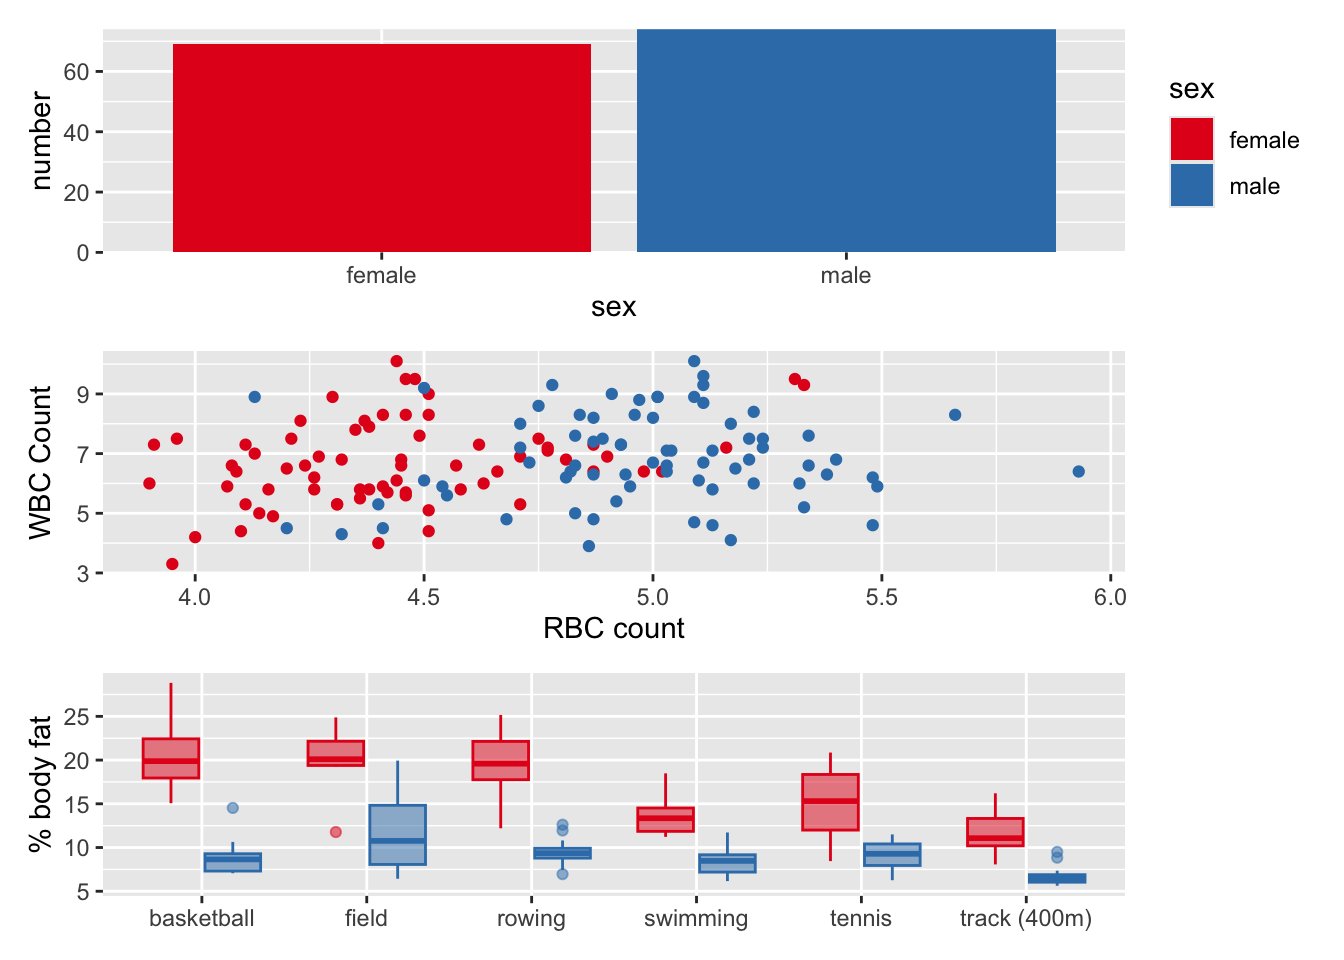 number
60
40
20
0
female
male
sex
sex
female
male
WBC Count
9
7
5
3
4.0
4.5
5.0
5.5
6.0
RBC count
% body fat
25
20
15
10
5
basketball
field
rowing
swimming
tennis
track (400m)